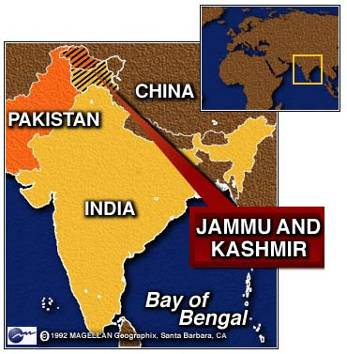 CHINA
PAKISTAN
INDIA
JAMMU AND
KASHMIR
Bay of
Bengal
© 1992 MAGELLAN Geographix, Santa Barbara, CA